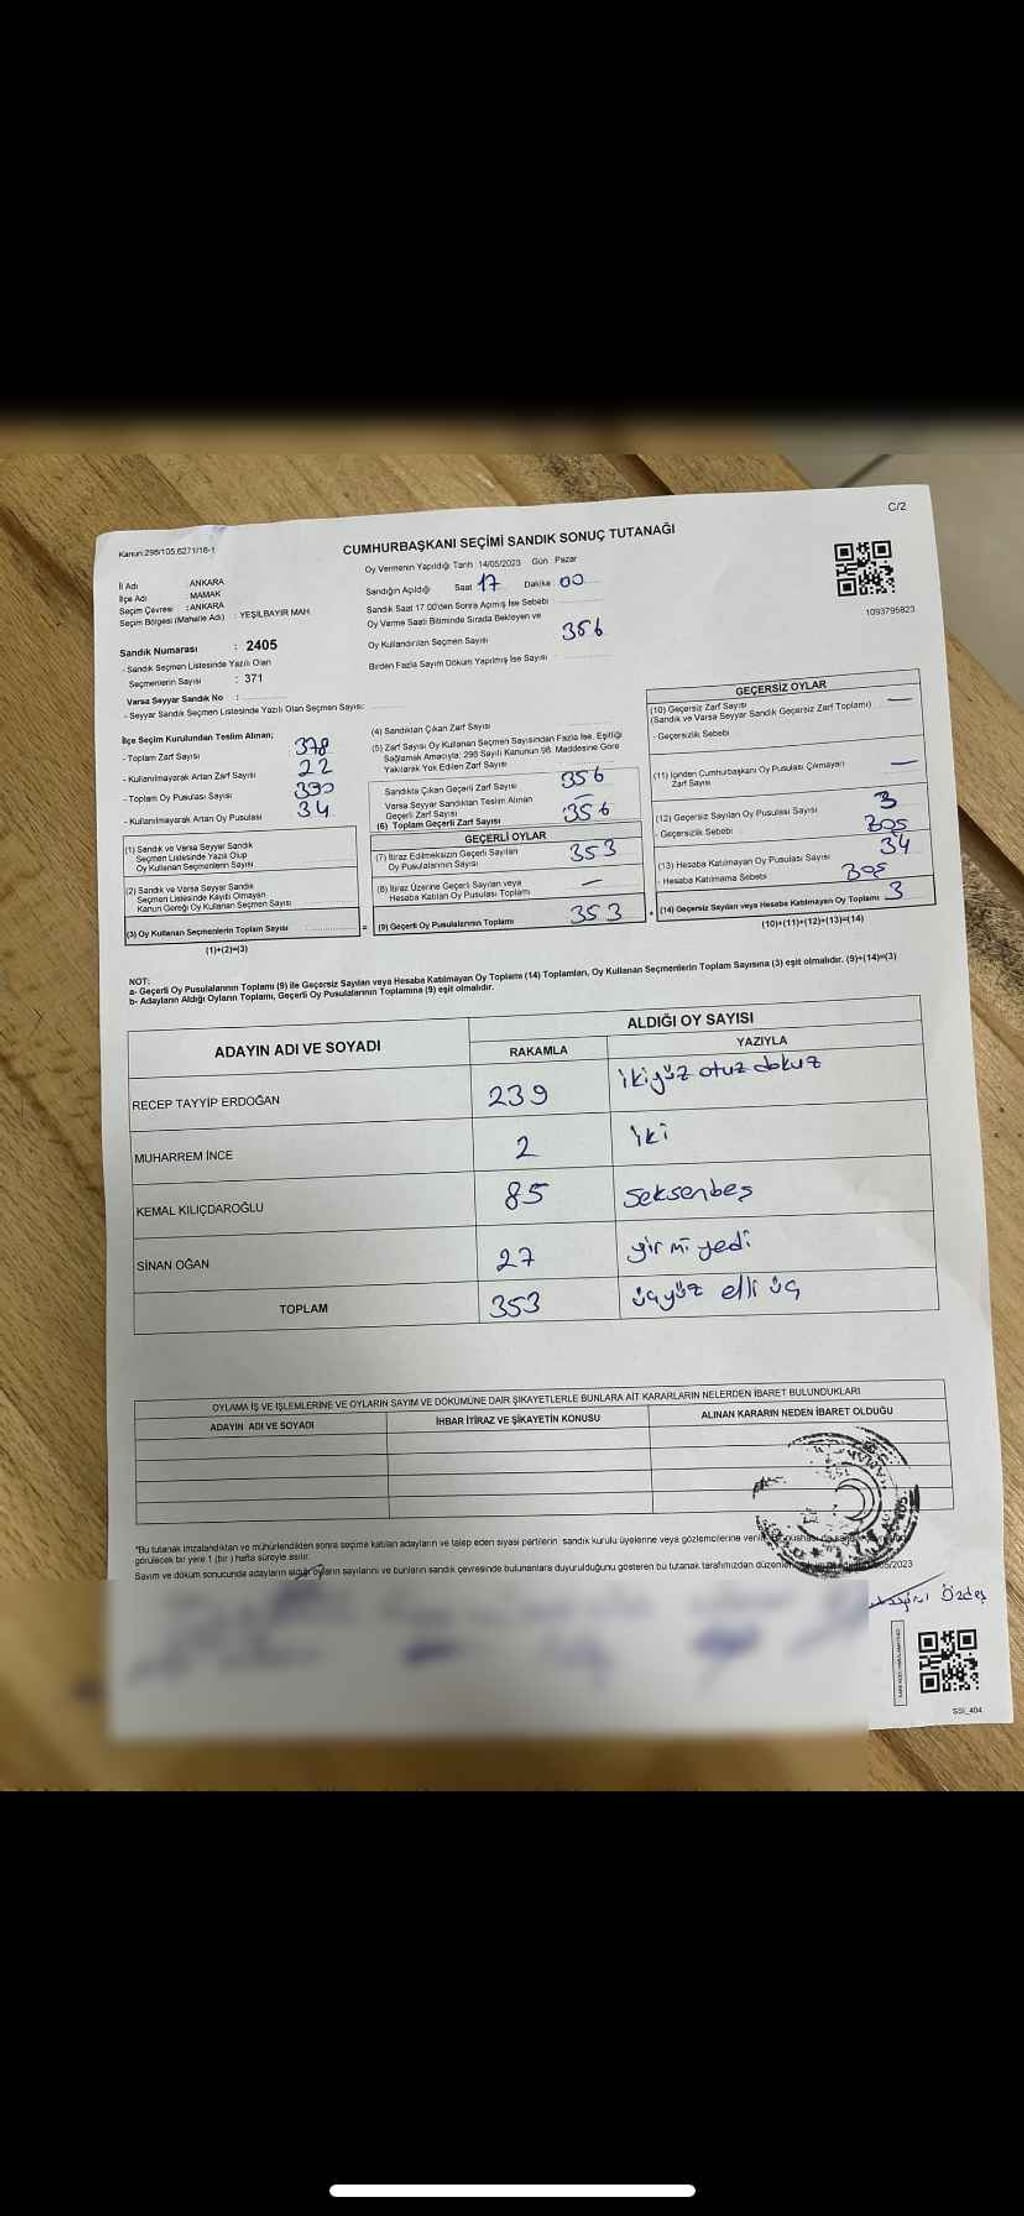 C/2
Kanun:298/105,6271/16-1
CUMHURBAŞKANI SEÇİMİ SANDIK SONUÇ TUTANAĞI
Oy Vermenin Yapıldığı Tarih 14/05/2023 Gün Pazar
İl Adı ANKARA
İlçe Adı MAMAK
Seçim Çevresi : ANKARA
Seçim Bölgesi (Mahalle Adı) : YEŞİLBAYIR MAH.
Sandığın Açıldığı Saat 17 Dakika 00
Sandık Saat 17.00'den Sonra Açılmış İse Sebebi
Oy Verme Saati Bitiminde Sırada Bekleyen ve
Oy Kullandırılan Seçmen Sayısı 356
Birden Fazla Sayım Döküm Yapılmış İse Sayısı
1093795823
Sandık Numarası : 2405
- Sandık Seçmen Listesinde Yazılı Olan
Seçmenlerin Sayısı : 371
Varsa Seyyar Sandık No :
- Seyyar Sandık Seçmen Listesinde Yazılı Olan Seçmen Sayısı:
İlçe Seçim Kurulundan Teslim Alınan;
- Toplam Zarf Sayısı 378
- Kullanılmayarak Artan Zarf Sayısı 22
- Toplam Oy Pusulası Sayısı 390
- Kullanılmayarak Artan Oy Pusulası 34
(1) Sandık ve Varsa Seyyar Sandık
Seçmen Listesinde Yazılı Olup
Oy Kullanan Seçmenlerin Sayısı
(2) Sandık ve Varsa Seyyar Sandık
Seçmen Listesinde Kayıtlı Olmayan
Kanun Gereği Oy Kullanan Seçmen Sayısı
(3) Oy Kullanan Seçmenlerin Toplam Sayısı =
(1)+(2)=(3)
(4) Sandıktan Çıkan Zarf Sayısı
(5) Zarf Sayısı Oy Kullanan Seçmen Sayısından Fazla İse, Eşitliği
Sağlamak Amacıyla; 298 Sayılı Kanunun 98. Maddesine Göre
Yakılarak Yok Edilen Zarf Sayısı
Sandıkta Çıkan Geçerli Zarf Sayısı 356
Varsa Seyyar Sandıktan Teslim Alınan
Geçerli Zarf Sayısı —
(6) Toplam Geçerli Zarf Sayısı 356
GEÇERLİ OYLAR
(7) İtiraz Edilmeksizin Geçerli Sayılan
Oy Pusulalarının Sayısı 353
(8) İtiraz Üzerine Geçerli Sayılan veya
Hesaba Katılan Oy Pusulası Toplamı —
(9) Geçerli Oy Pusulalarının Toplamı 353 +
GEÇERSİZ OYLAR
(10) Geçersiz Zarf Sayısı
(Sandık ve Varsa Seyyar Sandık Geçersiz Zarf Toplamı) —
- Geçersizlik Sebebi
(11) İçinden Cumhurbaşkanı Oy Pusulası Çıkmayan
Zarf Sayısı —
(12) Geçersiz Sayılan Oy Pusulası Sayısı 3
- Geçersizlik Sebebi
(13) Hesaba Katılmayan Oy Pusulası Sayısı 34
- Hesaba Katılmama Sebebi
(14) Geçersiz Sayılan veya Hesaba Katılmayan Oy Toplamı 3
(10)+(11)+(12)+(13)=(14)
NOT:
a- Geçerli Oy Pusulalarının Toplamı (9) ile Geçersiz Sayılan veya Hesaba Katılmayan Oy Toplamı (14) Toplamları, Oy Kullanan Seçmenlerin Toplam Sayısına (3) eşit olmalıdır. (9)+(14)=(3)
b- Adayların Aldığı Oyların Toplamı, Geçerli Oy Pusulalarının Toplamına (9) eşit olmalıdır.
ADAYIN ADI VE SOYADI
ALDIĞI OY SAYISI
RAKAMLA YAZIYLA
RECEP TAYYİP ERDOĞAN 239 ikiyüz otuz dokuz
MUHARREM İNCE 2 iki
KEMAL KILIÇDAROĞLU 85 seksenbeş
SİNAN OĞAN 27 yirmi yedi
TOPLAM 353 üçyüz elli üç
OYLAMA İŞ VE İŞLEMLERİNE VE OYLARIN SAYIM VE DÖKÜMÜNE DAİR ŞİKAYETLERLE BUNLARA AİT KARARLARIN NELERDEN İBARET BULUNDUKLARI
ADAYIN ADI VE SOYADI İHBAR İTİRAZ VE ŞİKAYETİN KONUSU ALINAN KARARIN NEDEN İBARET OLDUĞU
*Bu tutanak imzalandıktan ve mühürlendikten sonra seçime katılan adayların ve talep eden siyasi partilerin sandık kurulu üyelerine veya gözlemcilerine
görülecek bir yere 1 (bir) hafta süreyle asılır.
Sayım ve döküm sonucunda adayların aldığı oyların sayılarını ve bunların sandık çevresinde bulunanlara duyurulduğunu gösteren bu tutanak tarafımızdan
Özdeş
SSİ_404